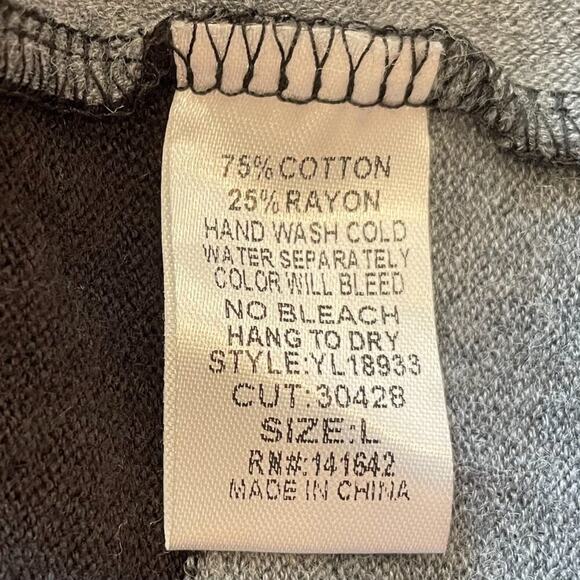 75% COTTON
25% RAYON
HAND WASH COLD
WATER SEPARATELY
COLOR WILL BLEED
NO BLEACH
HANG TO DRY
STYLE:YL18933
CUT:30428
SIZE:L
RN#:141642
MADE IN CHINA